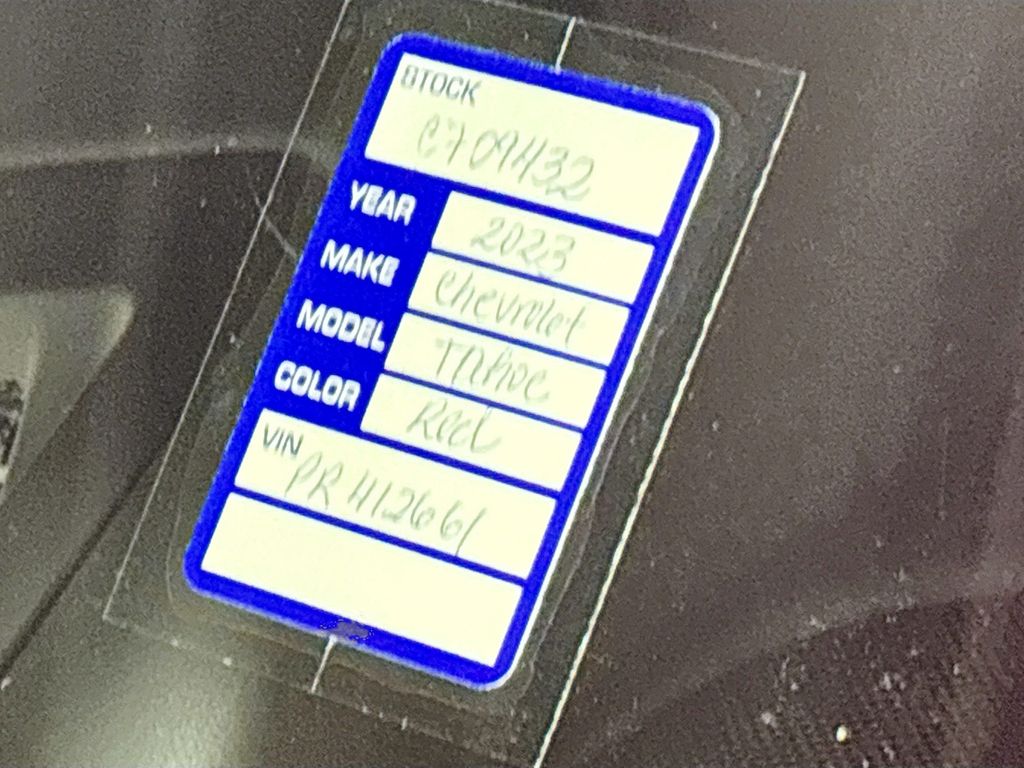 STOCK
C709432
YEAR 2023
MAKE Chevrolet
MODEL Tahoe
COLOR Red
VIN
PR412661